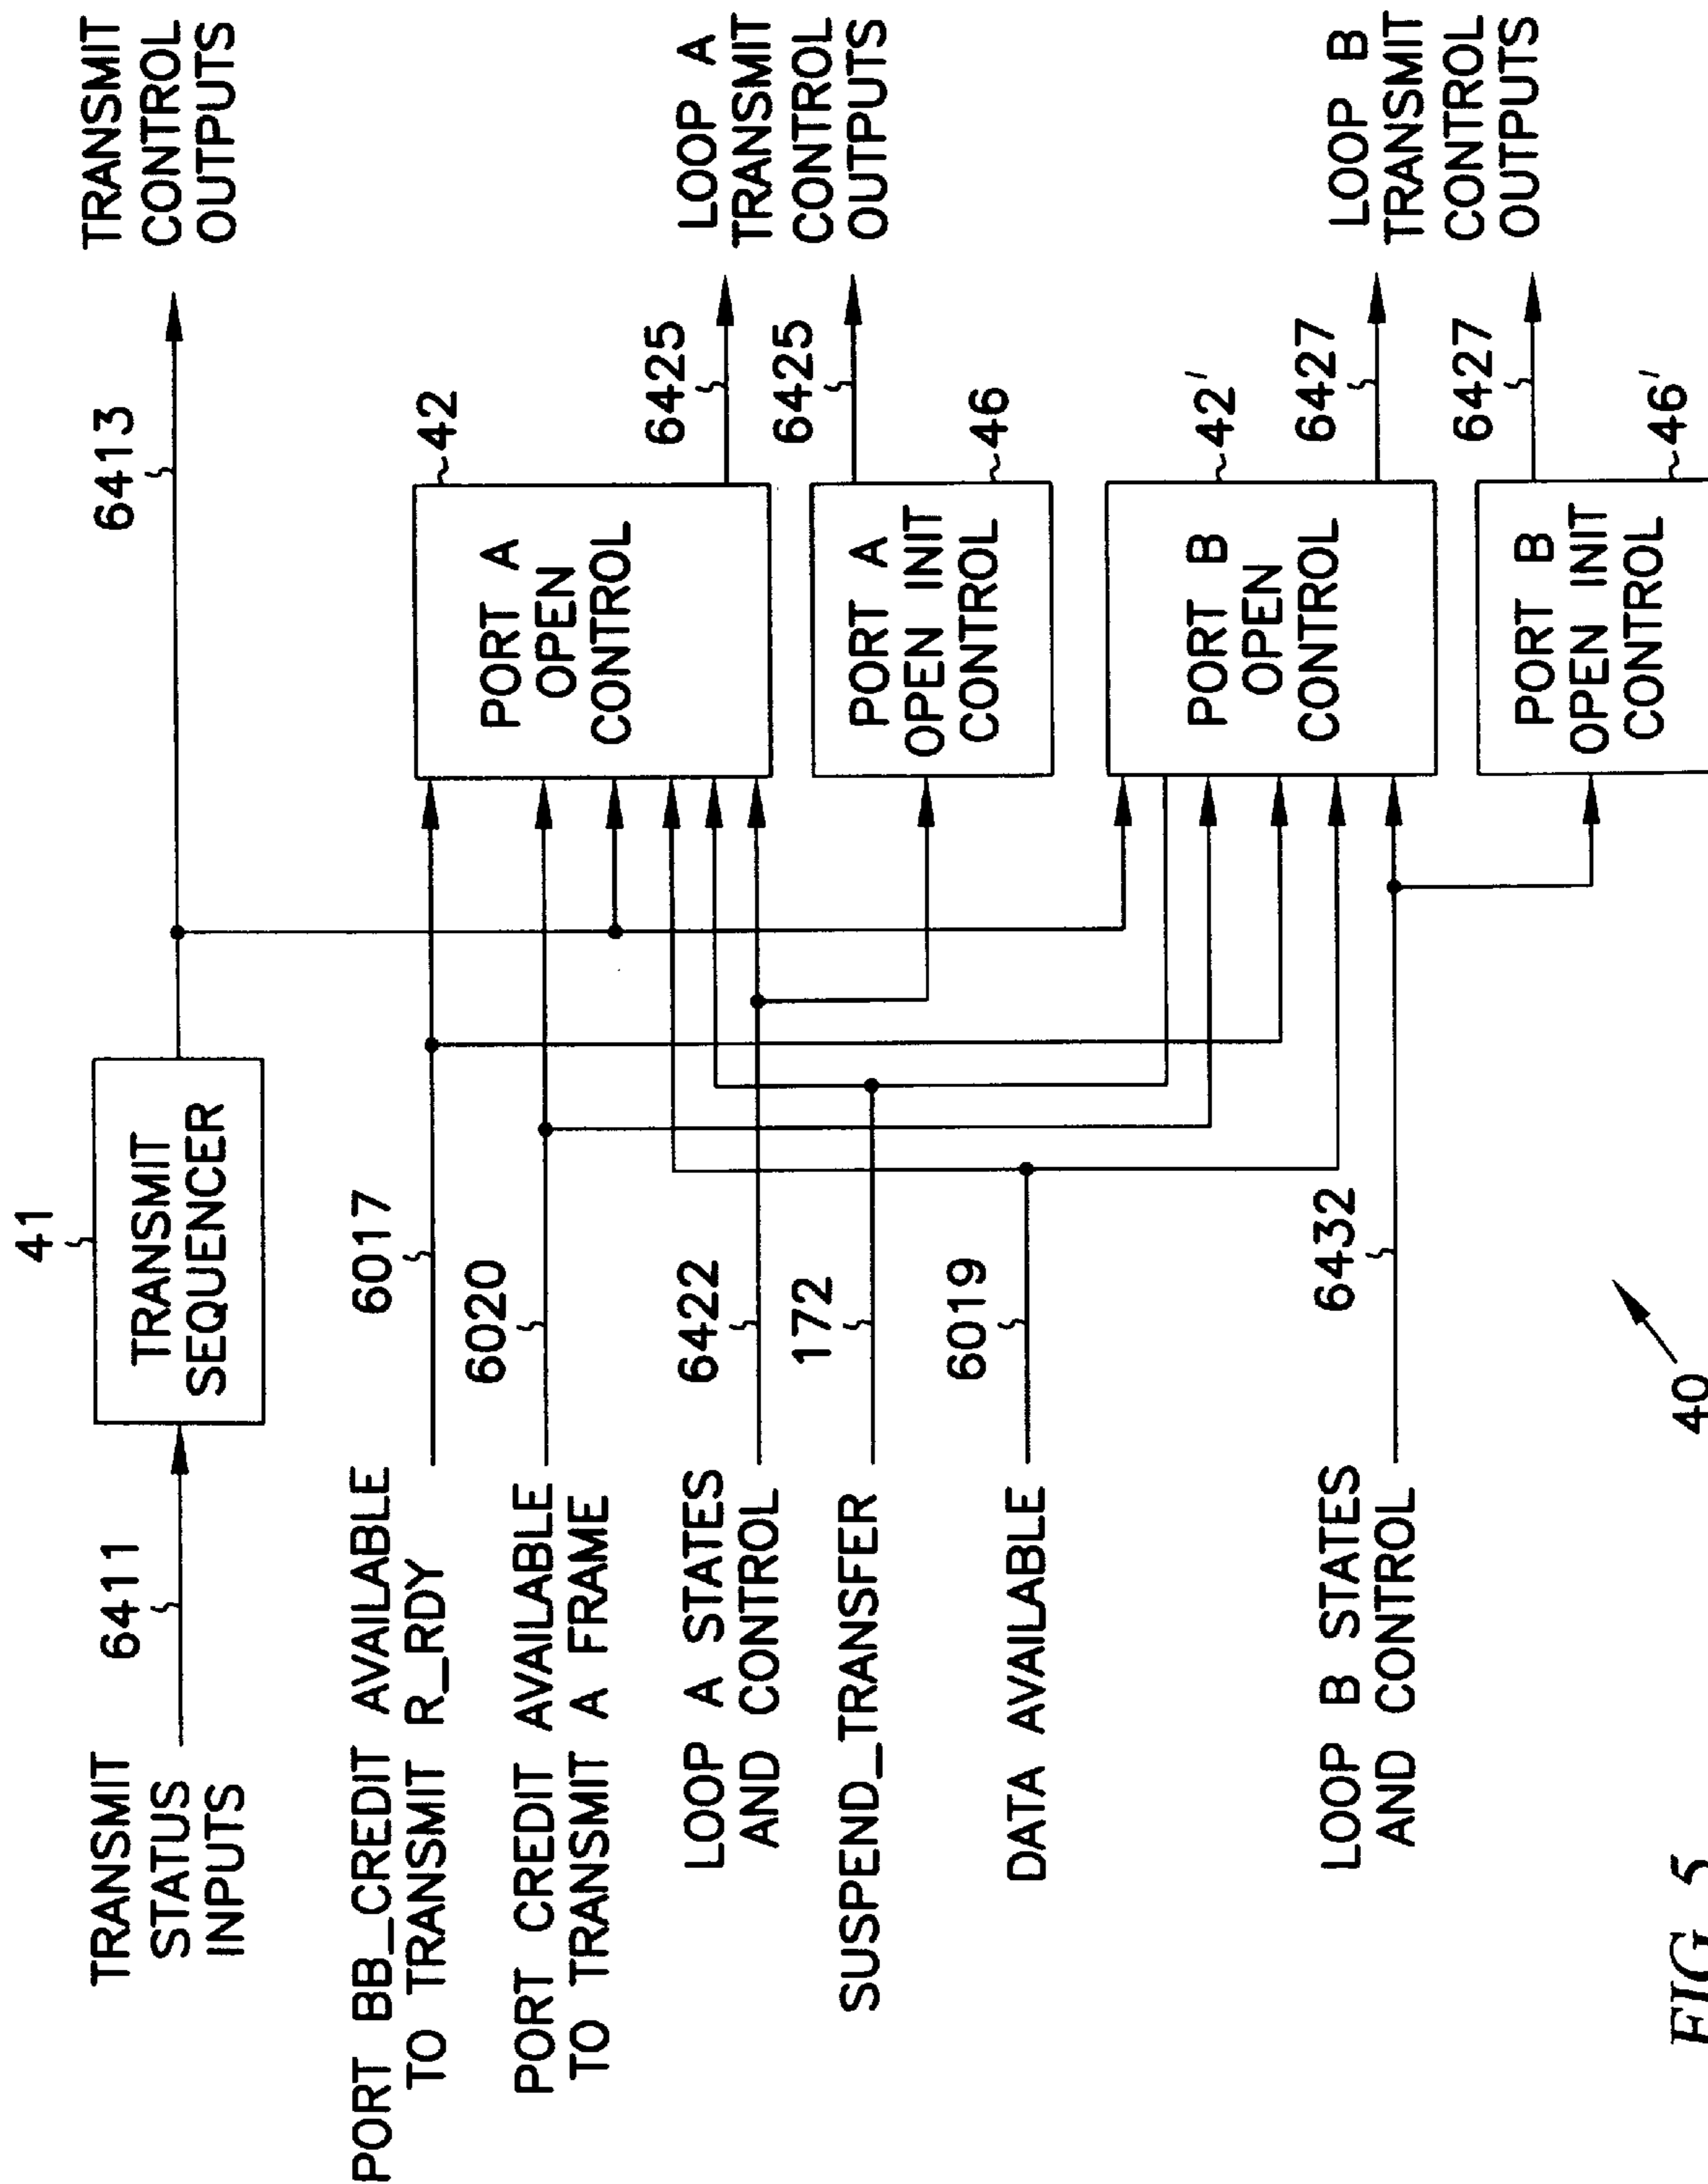 TRANSMIT
STATUS
INPUTS
6411
41
TRANSMIT
SEQUENCER
6413
TRANSMIT
CONTROL
OUTPUTS
PORT BB_CREDIT AVAILABLE
TO TRANSMIT R_RDY
6017
PORT CREDIT AVAILABLE
TO TRANSMIT A FRAME
6020
LOOP A STATES
AND CONTROL
6422
SUSPEND_TRANSFER
172
DATA AVAILABLE
6019
LOOP B STATES
AND CONTROL
6432
PORT A
OPEN
CONTROL
42
6425
PORT A
OPEN INIT
CONTROL
46
6425
LOOP A
TRANSMIT
CONTROL
OUTPUTS
PORT B
OPEN
CONTROL
42'
6427
PORT B
OPEN INIT
CONTROL
46'
6427
LOOP B
TRANSMIT
CONTROL
OUTPUTS
40
FIG. 5